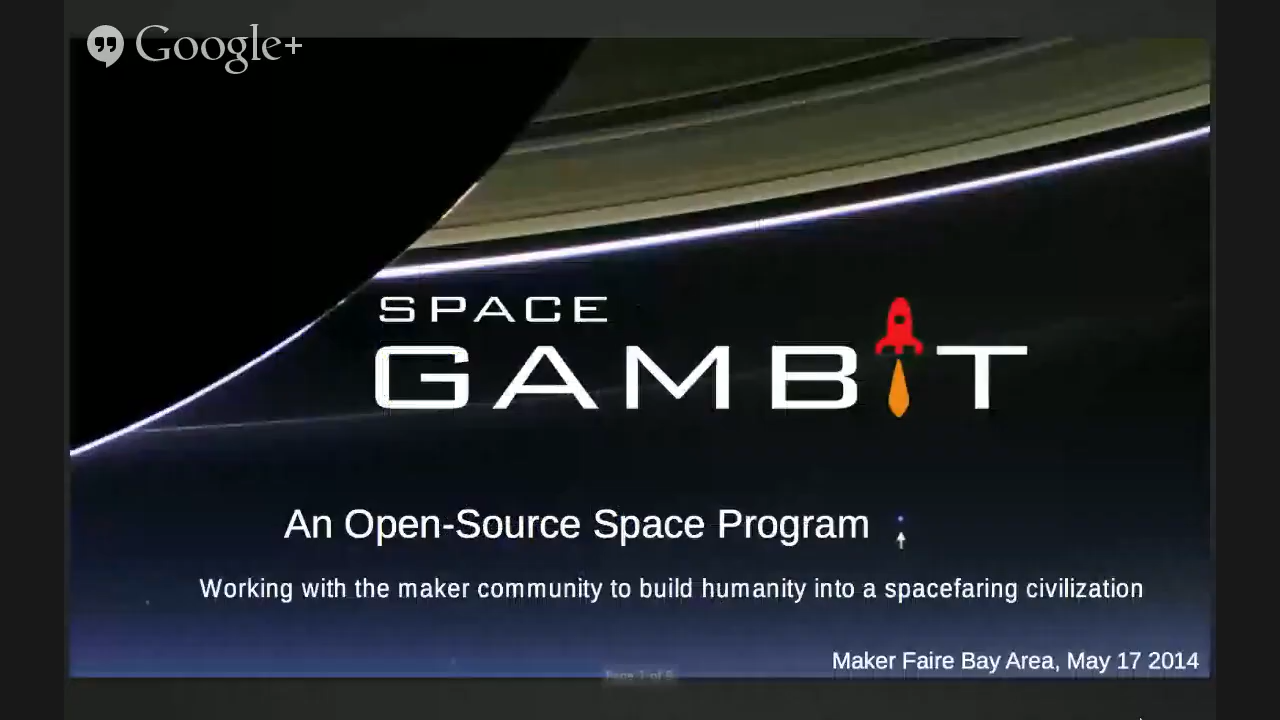 Google+
SPACE
GAMBIT
An Open-Source Space Program
Working with the maker community to build humanity into a spacefaring civilization
Maker Faire Bay Area, May 17 2014